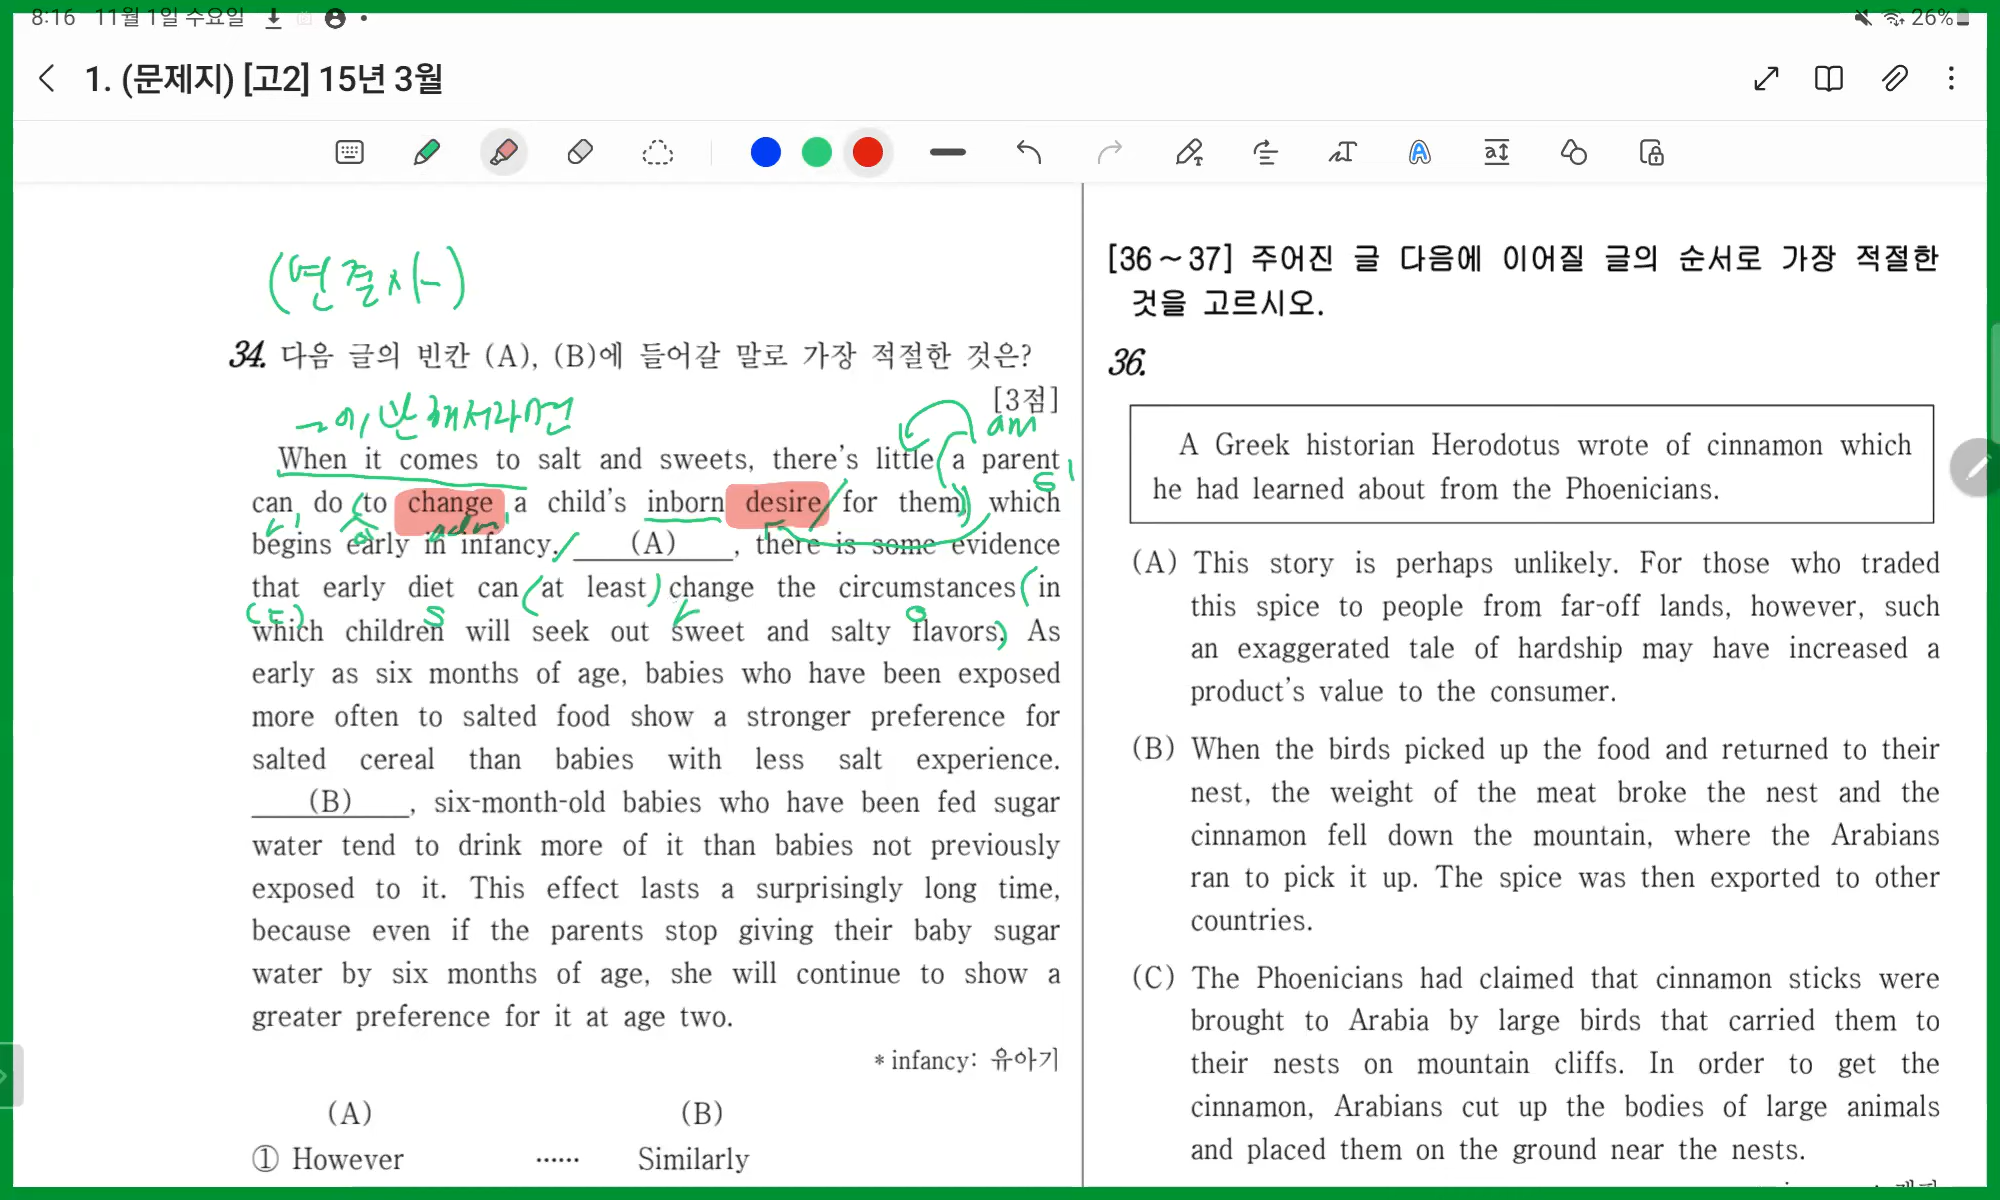 8:16 11월 1일 수요일
26%
1. (문제지) [고2] 15년 3월
(연결사)
34. 다음 글의 빈칸 (A), (B)에 들어갈 말로 가장 적절한 것은?
[3점]
When it comes to salt and sweets, there's little a parent
can do to change a child's inborn desire for them, which
begins early in infancy. (A) , there is some evidence
that early diet can at least change the circumstances in
which children will seek out sweet and salty flavors. As
early as six months of age, babies who have been exposed
more often to salted food show a stronger preference for
salted cereal than babies with less salt experience.
(B) , six-month-old babies who have been fed sugar
water tend to drink more of it than babies not previously
exposed to it. This effect lasts a surprisingly long time,
because even if the parents stop giving their baby sugar
water by six months of age, she will continue to show a
greater preference for it at age two.
* infancy: 유아기
(A) (B)
① However ······ Similarly
[36~37] 주어진 글 다음에 이어질 글의 순서로 가장 적절한
것을 고르시오.
36.
A Greek historian Herodotus wrote of cinnamon which
he had learned about from the Phoenicians.
(A) This story is perhaps unlikely. For those who traded
this spice to people from far-off lands, however, such
an exaggerated tale of hardship may have increased a
product's value to the consumer.
(B) When the birds picked up the food and returned to their
nest, the weight of the meat broke the nest and the
cinnamon fell down the mountain, where the Arabians
ran to pick it up. The spice was then exported to other
countries.
(C) The Phoenicians had claimed that cinnamon sticks were
brought to Arabia by large birds that carried them to
their nests on mountain cliffs. In order to get the
cinnamon, Arabians cut up the bodies of large animals
and placed them on the ground near the nests.